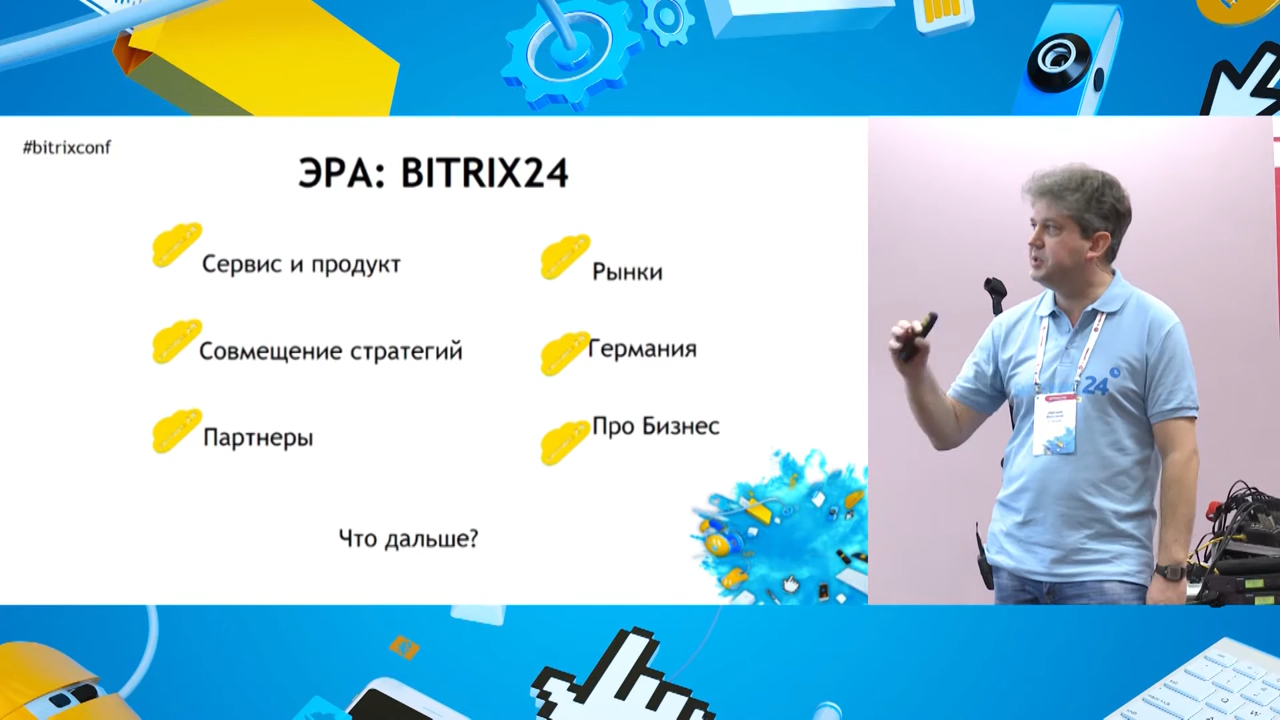 #bitrixconf
ЭРА: BITRIX24
Сервис и продукт
Рынки
Совмещение стратегий
Германия
Партнеры
Про Бизнес
Что дальше?
24